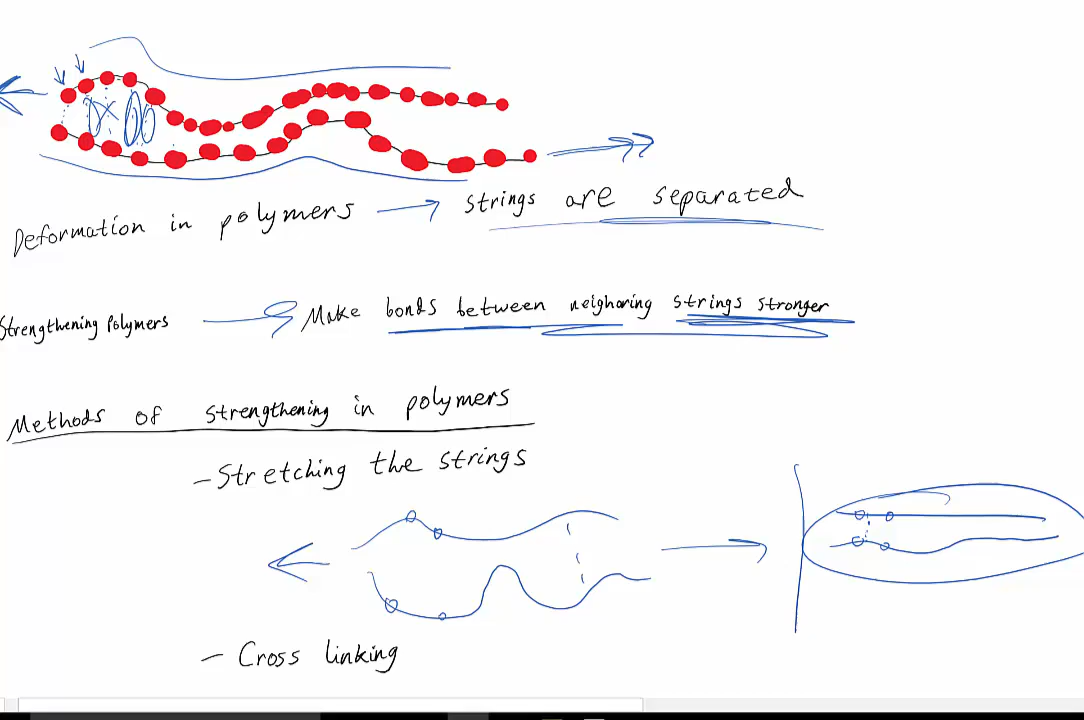 Deformation in polymers → strings are separated
Strengthening Polymers → Make bonds between neighoring strings stronger
Methods of strengthening in polymers
- Stretching the strings
- Cross linking